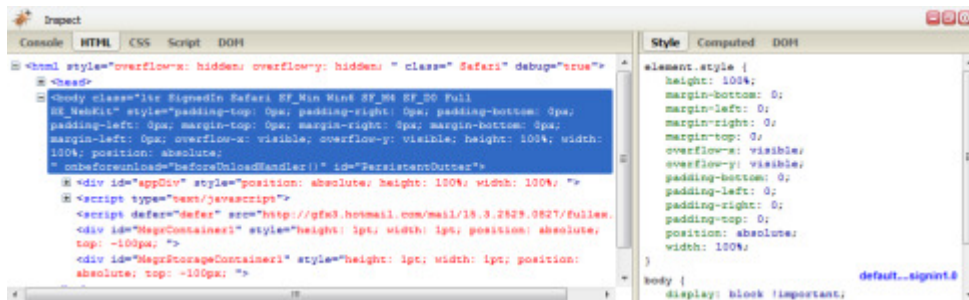 Inspect
Console HTML CSS Script DOM
<html style="overflow-x: hidden; overflow-y: hidden; " class=" Safari" debug="true">
<head>
<body class="ltr SignedIn Safari SF_Win Win6 SF_M4 SF_D0 Full
SF_WebKit" style="padding-top: 0px; padding-right: 0px; padding-bottom: 0px;
padding-left: 0px; margin-top: 0px; margin-right: 0px; margin-bottom: 0px;
margin-left: 0px; overflow-x: visible; overflow-y: visible; height: 100%; width:
100%; position: absolute;
" onbeforeunload="beforeUnloadHandler()" id="PersistentOutter">
<div id="appDiv" style="position: absolute; height: 100%; width: 100%; ">
<script type="text/javascript">
<script defer="defer" src="http://gfx3.hotmail.com/mail/15.3.2529.0827/fullex.
<div id="MsgrContainer1" style="height: 1pt; width: 1pt; position: absolute;
top: -100px; ">
<div id="MsgrStorageContainer1" style="height: 1pt; width: 1pt; position:
absolute; top: -100px; ">
Style Computed DOM
element.style {
height: 100%;
margin-bottom: 0;
margin-left: 0;
margin-right: 0;
margin-top: 0;
overflow-x: visible;
overflow-y: visible;
padding-bottom: 0;
padding-left: 0;
padding-right: 0;
padding-top: 0;
position: absolute;
width: 100%;
}
body { default...signin1.0
display: block !important;